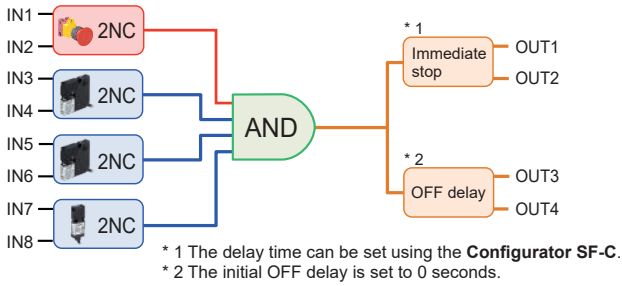 IN1
2NC
IN2
IN3
2NC
IN4
IN5
2NC
IN6
IN7
2NC
IN8
AND
* 1
Immediate
stop
OUT1
OUT2
* 2
OFF delay
OUT3
OUT4
* 1 The delay time can be set using the Configurator SF-C.
* 2 The initial OFF delay is set to 0 seconds.